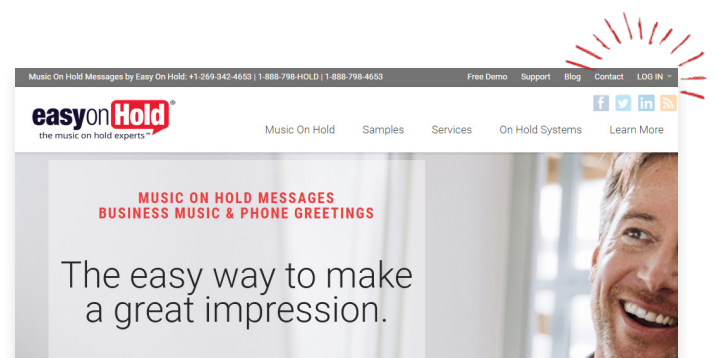 Music On Hold Messages by Easy On Hold: +1-269-342-4653 | 1-888-798-HOLD | 1-888-798-4653 Free Demo Support Blog Contact LOG IN
easyonHold®
the music on hold experts™
f in
Music On Hold Samples Services On Hold Systems Learn More
MUSIC ON HOLD MESSAGES
BUSINESS MUSIC & PHONE GREETINGS
The easy way to make
a great impression.